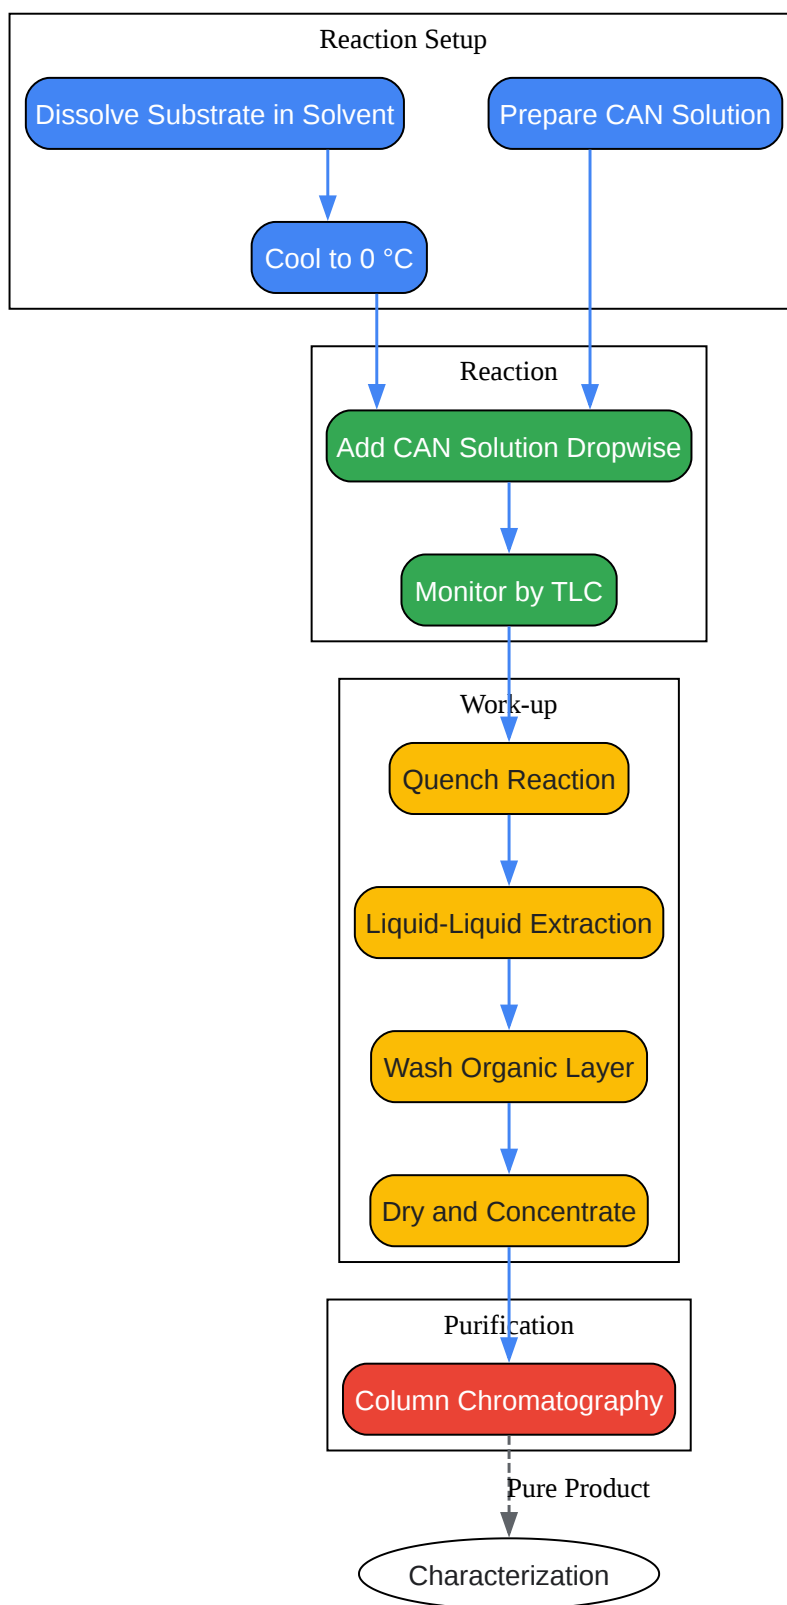 Reaction Setup
Dissolve Substrate in Solvent
Prepare CAN Solution
Cool to 0 °C
Reaction
Add CAN Solution Dropwise
Monitor by TLC
Work-up
Quench Reaction
Liquid-Liquid Extraction
Wash Organic Layer
Dry and Concentrate
Purification
Column Chromatography
Pure Product
Characterization